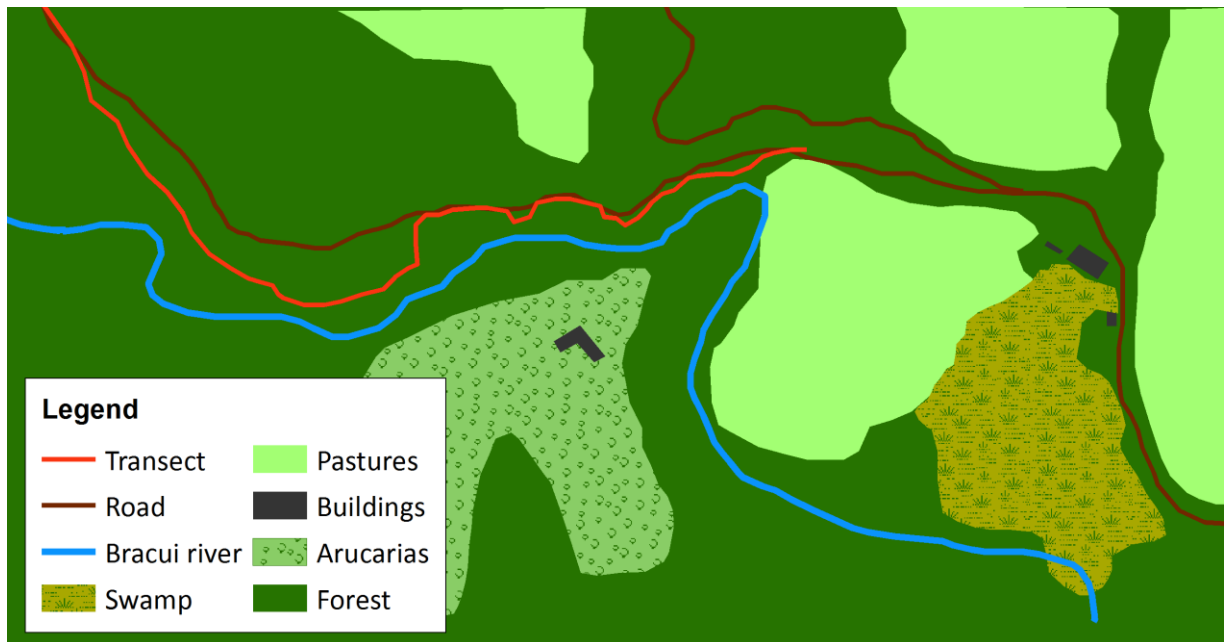 Legend
Transect
Road
Bracui river
Swamp
Pastures
Buildings
Arucarias
Forest